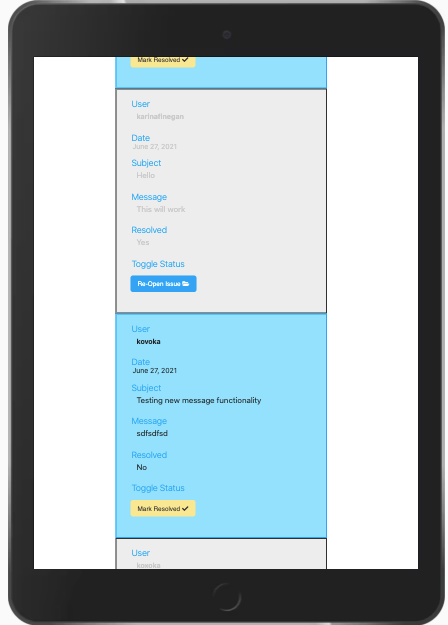 Mark Resolved
User
karinafinegan
Date
June 27, 2021
Subject
Hello
Message
This will work
Resolved
Yes
Toggle Status
Re-Open Issue
User
kovoka
Date
June 27, 2021
Subject
Testing new message functionality
Message
sdfsdfsd
Resolved
No
Toggle Status
Mark Resolved
User
kovoka